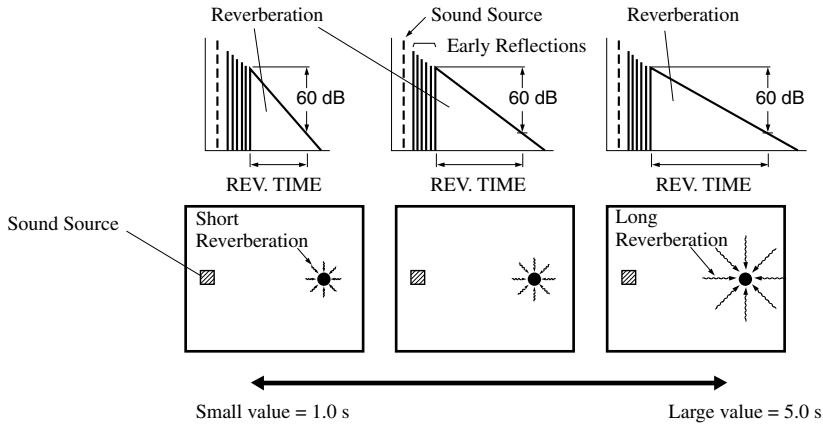 Reverberation
Sound Source
Reverberation
Early Reflections
60 dB
60 dB
60 dB
REV. TIME
REV. TIME
REV. TIME
Sound Source
Short
Reverberation
Long
Reverberation
Small value = 1.0 s
Large value = 5.0 s